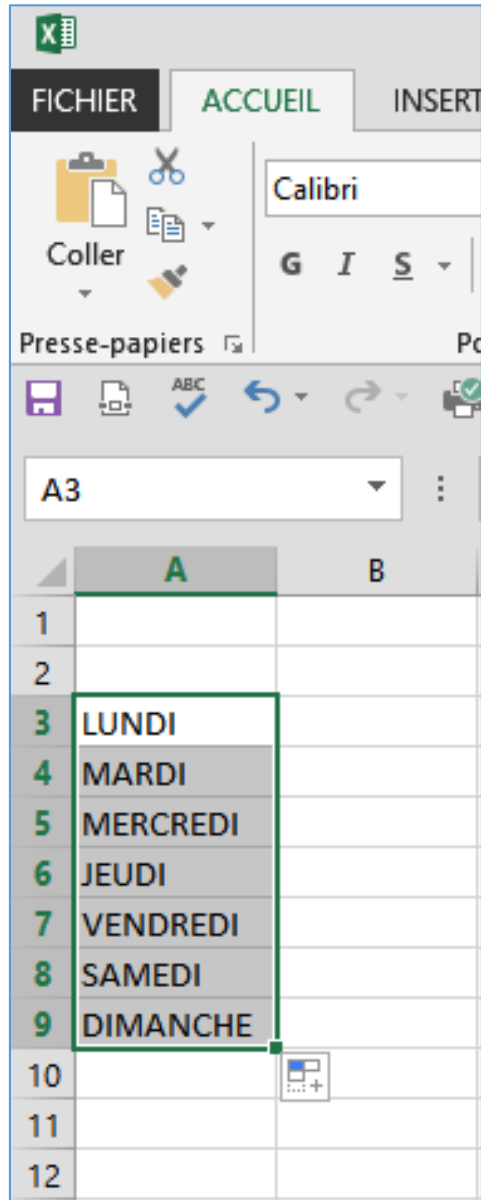 FICHIER ACCUEIL INSERT
Calibri
Coller
G I S
Presse-papiers Po
ABC
A3
A B
1
2
3 LUNDI
4 MARDI
5 MERCREDI
6 JEUDI
7 VENDREDI
8 SAMEDI
9 DIMANCHE
10
11
12